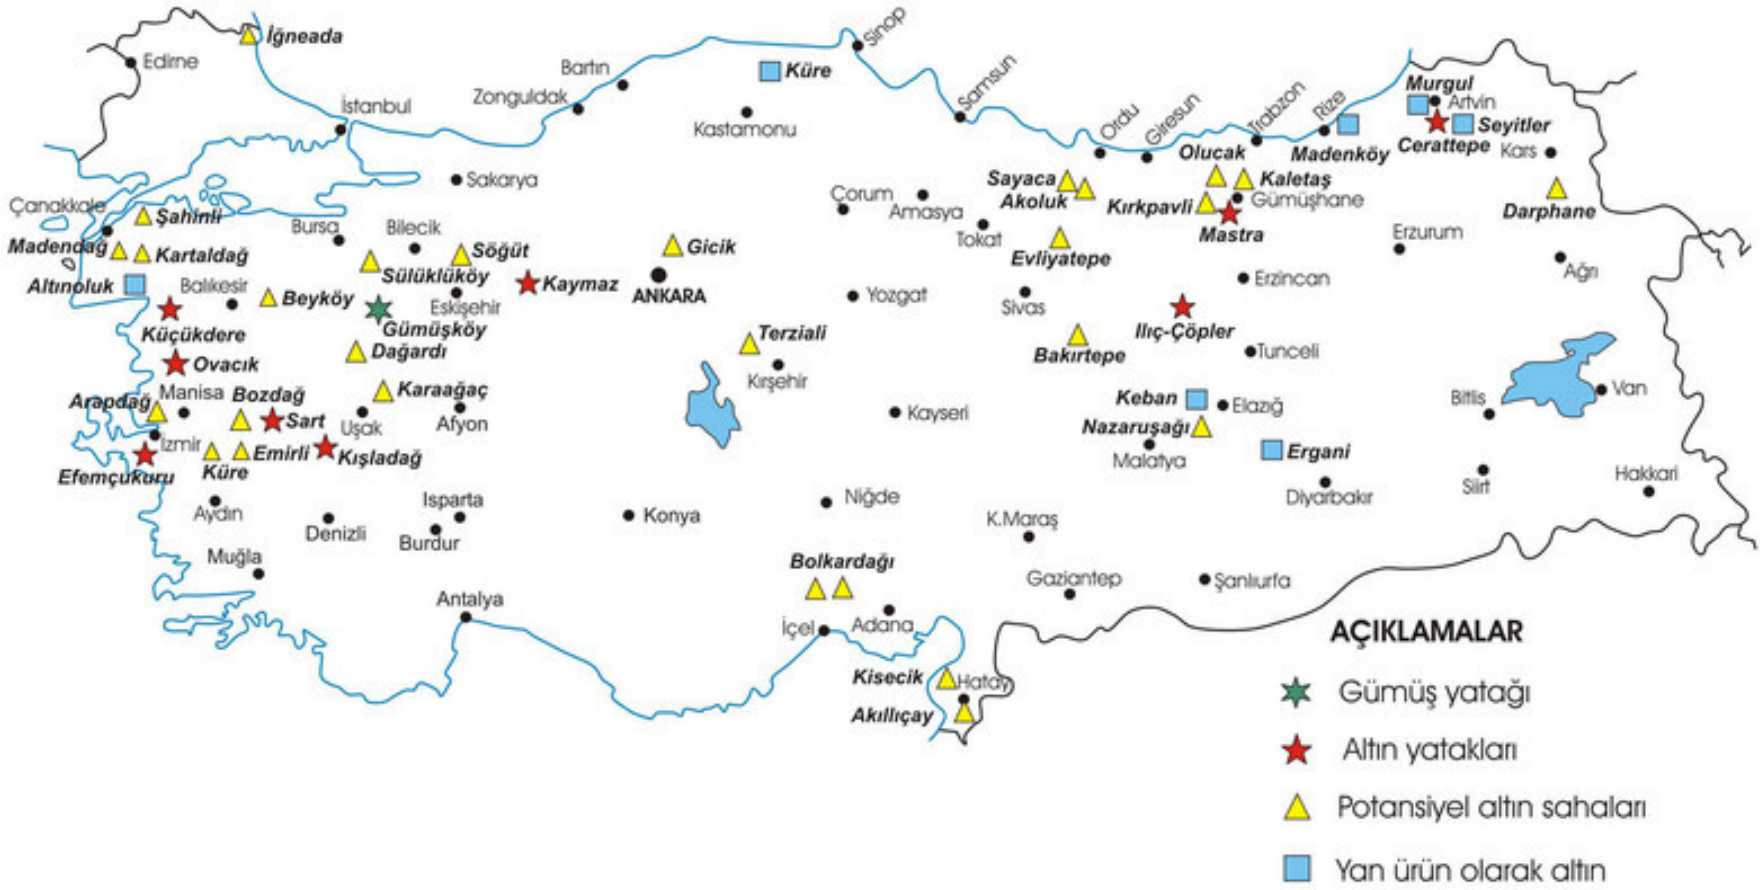 İğneada
Edirne
İstanbul
Zonguldak
Bartın
Küre
Kastamonu
Sinop
Samsun
Ordu
Giresun
Trabzon
Rize
Murgul
Artvin
Seyitler
Cerattepe
Madenköy
Kars
Darphane
Olucak
Kaletaş
Gümüşhane
Kırkpavli
Mastra
Sayaca
Akoluk
Evliyatepe
Çorum
Amasya
Tokat
Sakarya
Çanakkale
Şahinli
Madendağ
Kartaldağ
Altınoluk
Balıkesir
Bursa
Bilecik
Söğüt
Sülüklüköy
Eskişehir
Beyköy
Gümüşköy
Kaymaz
Gicik
ANKARA
Yozgat
Sivas
Erzincan
Erzurum
Ağrı
Küçükdere
Ovacık
Dağardı
Terziali
Kırşehir
Bakırtepe
Iliç-Çöpler
Tunceli
Manisa
Arapdağ
Bozdağ
Sart
Karaağaç
Uşak
Afyon
Kayseri
Keban
Elazığ
Nazaruşağı
Malatya
Ergani
Diyarbakır
Bitlis
Van
Siirt
Hakkari
İzmir
Efemçukuru
Küre
Emirli
Kışladağ
Aydın
Denizli
Isparta
Burdur
Konya
Niğde
K.Maraş
Muğla
Antalya
Bolkardağı
İçel
Adana
Gaziantep
Şanlıurfa
Kisecik
Hatay
Akıllıçay
AÇIKLAMALAR
Gümüş yatağı
Altın yatakları
Potansiyel altın sahaları
Yan ürün olarak altın